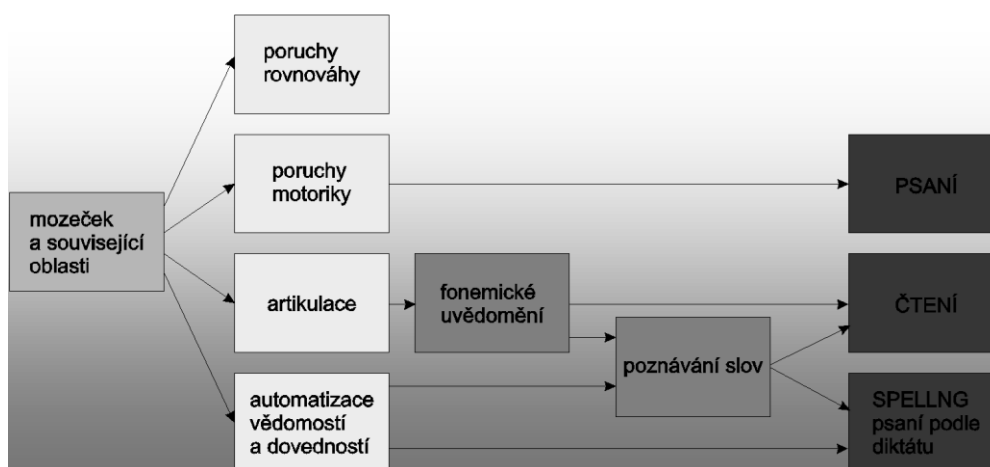 poruchy
rovnováhy
poruchy
motoriky
PSANÍ
mozeček
a související
oblasti
artikulace
fonemické
uvědomění
ČTENÍ
poznávání slov
automatizace
vědomostí
a dovedností
SPELLNG
psaní podle
diktátu